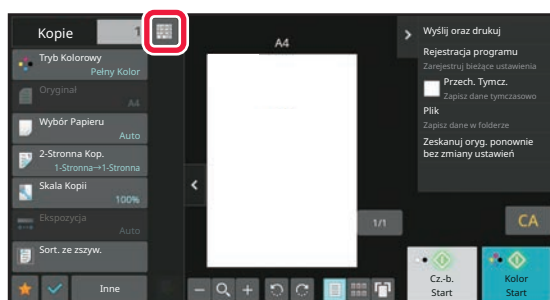 Kopie
1
Tryb Kolorowy
Pełny Kolor
Oryginał
A4
Wybór Papieru
Auto
2-Stronna Kop.
1-Stronna→1-Stronna
Skala Kopii
100%
Ekspozycja
Auto
Sort. ze zszyw.
Inne
A4
1/1
Wyślij oraz drukuj
Rejestracja programu
Zarejestruj bieżące ustawienia
Przech. Tymcz.
Zapisz dane tymczasowo
Plik
Zapisz dane w folderze
Zeskanuj oryg. ponownie
bez zmiany ustawień
CA
Cz.-b.
Start
Kolor
Start